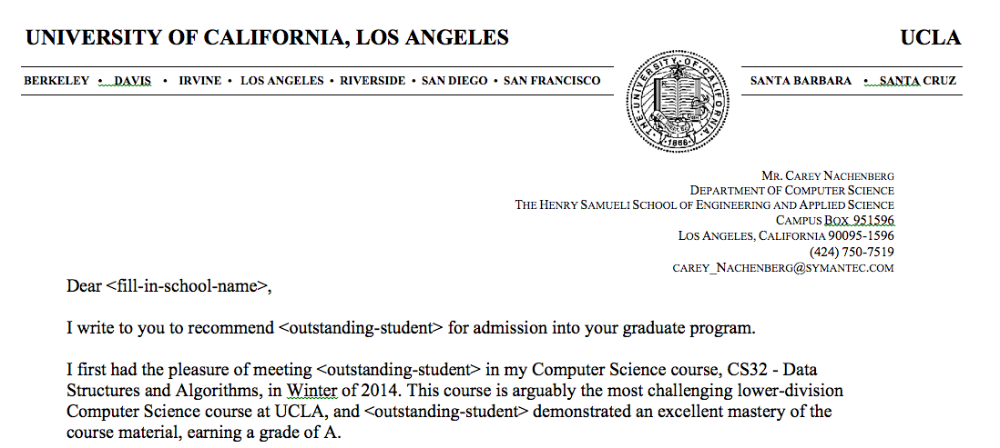 UNIVERSITY OF CALIFORNIA, LOS ANGELES UCLA
BERKELEY • DAVIS • IRVINE • LOS ANGELES • RIVERSIDE • SAN DIEGO • SAN FRANCISCO SANTA BARBARA • SANTA CRUZ
THE UNIVERSITY OF CALIFORNIA
1868
MR. CAREY NACHENBERG
DEPARTMENT OF COMPUTER SCIENCE
THE HENRY SAMUELI SCHOOL OF ENGINEERING AND APPLIED SCIENCE
CAMPUS BOX 951596
LOS ANGELES, CALIFORNIA 90095-1596
(424) 750-7519
CAREY_NACHENBERG@SYMANTEC.COM
Dear <fill-in-school-name>,
I write to you to recommend <outstanding-student> for admission into your graduate program.
I first had the pleasure of meeting <outstanding-student> in my Computer Science course, CS32 - Data
Structures and Algorithms, in Winter of 2014. This course is arguably the most challenging lower-division
Computer Science course at UCLA, and <outstanding-student> demonstrated an excellent mastery of the
course material, earning a grade of A.